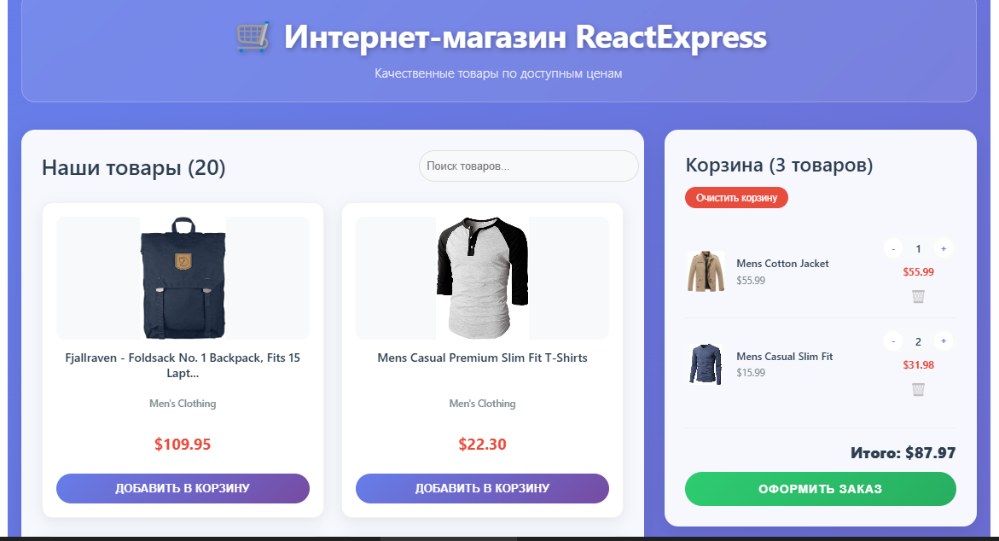 Интернет-магазин ReactExpress
Качественные товары по доступным ценам
Наши товары (20)
Поиск товаров...
Fjallraven - Foldsack No. 1 Backpack, Fits 15
Lapt...
Men's Clothing
$109.95
ДОБАВИТЬ В КОРЗИНУ
Mens Casual Premium Slim Fit T-Shirts
Men's Clothing
$22.30
ДОБАВИТЬ В КОРЗИНУ
Корзина (3 товаров)
Очистить корзину
Mens Cotton Jacket
$55.99
- 1 +
$55.99
Mens Casual Slim Fit
$15.99
- 2 +
$31.98
Итого: $87.97
ОФОРМИТЬ ЗАКАЗ